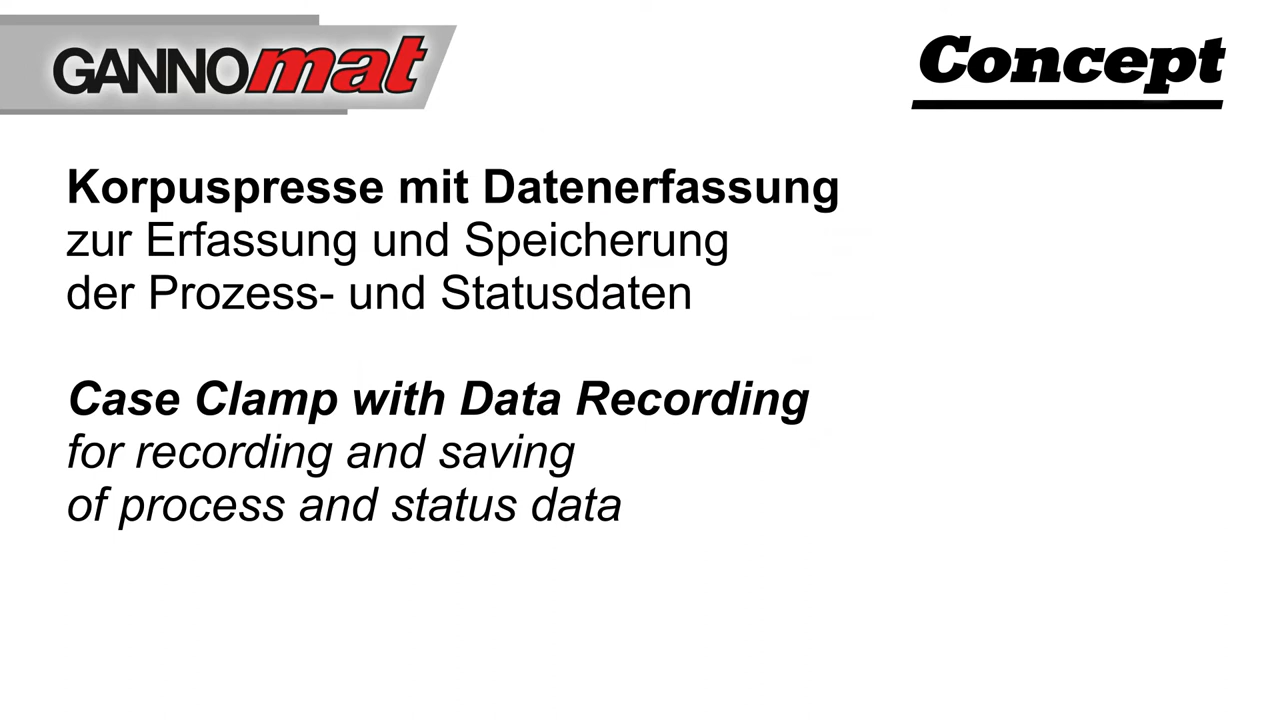 GANNOmat
Concept
Korpuspresse mit Datenerfassung
zur Erfassung und Speicherung
der Prozess- und Statusdaten
Case Clamp with Data Recording
for recording and saving
of process and status data